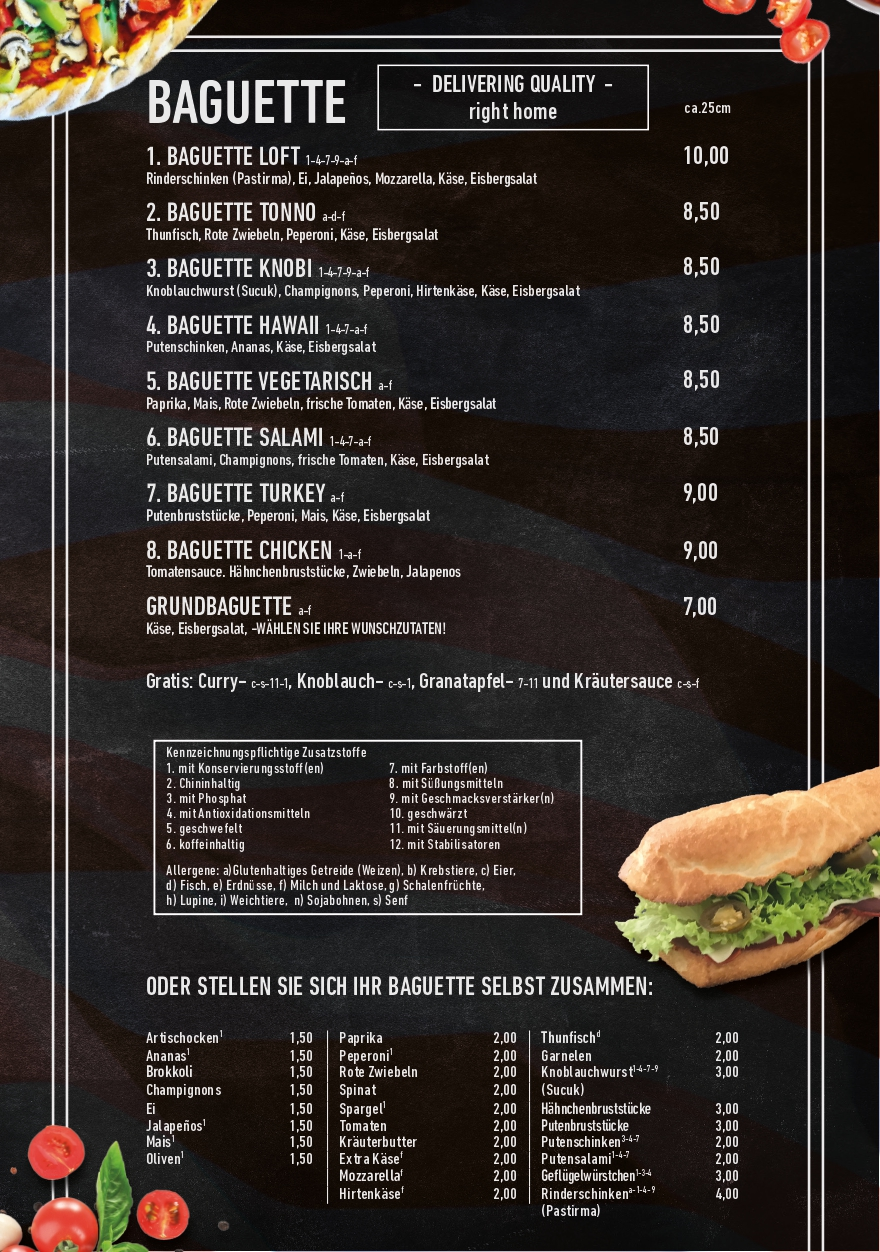 BAGUETTE
- DELIVERING QUALITY -
right home
ca.25cm
1. BAGUETTE LOFT 1-4-7-9-a-f 10,00
Rinderschinken (Pastirma), Ei, Jalapeños, Mozzarella, Käse, Eisbergsalat
2. BAGUETTE TONNO a-d-f 8,50
Thunfisch, Rote Zwiebeln, Peperoni, Käse, Eisbergsalat
3. BAGUETTE KNOBI 1-4-7-9-a-f 8,50
Knoblauchwurst (Sucuk), Champignons, Peperoni, Hirtenkäse, Käse, Eisbergsalat
4. BAGUETTE HAWAII 1-4-7-a-f 8,50
Putenschinken, Ananas, Käse, Eisbergsalat
5. BAGUETTE VEGETARISCH a-f 8,50
Paprika, Mais, Rote Zwiebeln, frische Tomaten, Käse, Eisbergsalat
6. BAGUETTE SALAMI 1-4-7-a-f 8,50
Putensalami, Champignons, frische Tomaten, Käse, Eisbergsalat
7. BAGUETTE TURKEY a-f 9,00
Putenbruststücke, Peperoni, Mais, Käse, Eisbergsalat
8. BAGUETTE CHICKEN 1-a-f 9,00
Tomatensauce. Hähnchenbruststücke, Zwiebeln, Jalapenos
GRUNDBAGUETTE a-f 7,00
Käse, Eisbergsalat, -WÄHLEN SIE IHRE WUNSCHZUTATEN!
Gratis: Curry- c-s-11-1, Knoblauch- c-s-1, Granatapfel- 7-11 und Kräutersauce c-s-f
Kennzeichnungspflichtige Zusatzstoffe
1. mit Konservierungsstoff(en) 7. mit Farbstoff(en)
2. Chininhaltig 8. mit Süßungsmitteln
3. mit Phosphat 9. mit Geschmacksverstärker(n)
4. mit Antioxidationsmitteln 10. geschwärzt
5. geschwefelt 11. mit Säuerungsmittel(n)
6. koffeinhaltig 12. mit Stabilisatoren
Allergene: a)Glutenhaltiges Getreide (Weizen), b) Krebstiere, c) Eier,
d) Fisch, e) Erdnüsse, f) Milch und Laktose, g) Schalenfrüchte,
h) Lupine, i) Weichtiere, n) Sojabohnen, s) Senf
ODER STELLEN SIE SICH IHR BAGUETTE SELBST ZUSAMMEN:
Artischocken1 1,50
Ananas1 1,50
Brokkoli 1,50
Champignons 1,50
Ei 1,50
Jalapeños1 1,50
Mais1 1,50
Oliven1 1,50
Paprika 2,00
Peperoni1 2,00
Rote Zwiebeln 2,00
Spinat 2,00
Spargel1 2,00
Tomaten 2,00
Kräuterbutter 2,00
Extra Käsef 2,00
Mozzarellaf 2,00
Hirtenkäsef 2,00
Thunfischd 2,00
Garnelen 2,00
Knoblauchwurst1-4-7-9 3,00
(Sucuk)
Hähnchenbruststücke 3,00
Putenbruststücke 3,00
Putenschinken3-4-7 2,00
Putensalami1-4-7 2,00
Geflügelwürstchen1-3-4 3,00
Rinderschinkena-1-4-9 4,00
(Pastirma)